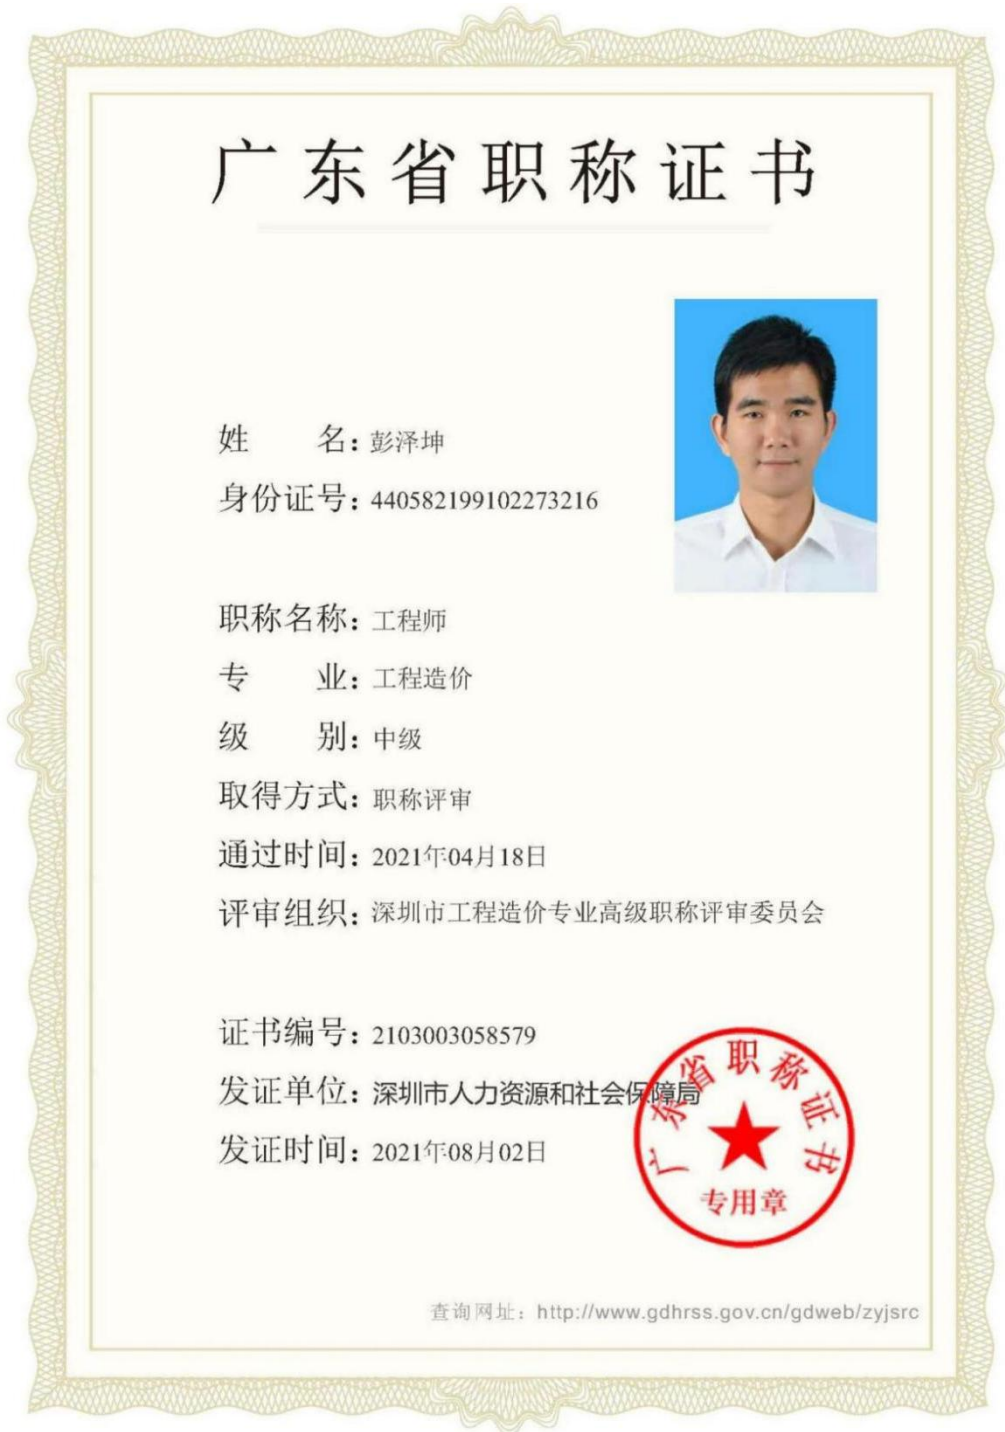 广东省职称证书
姓 名：彭泽坤
身份证号：440582199102273216
职称名称：工程师
专 业：工程造价
级 别：中级
取得方式：职称评审
通过时间：2021年04月18日
评审组织：深圳市工程造价专业高级职称评审委员会
证书编号：2103003058579
发证单位：深圳市人力资源和社会保障局
发证时间：2021年08月02日
广东省职称证书
专用章
查询网址：http://www.gdhrss.gov.cn/gdweb/zyjsrc